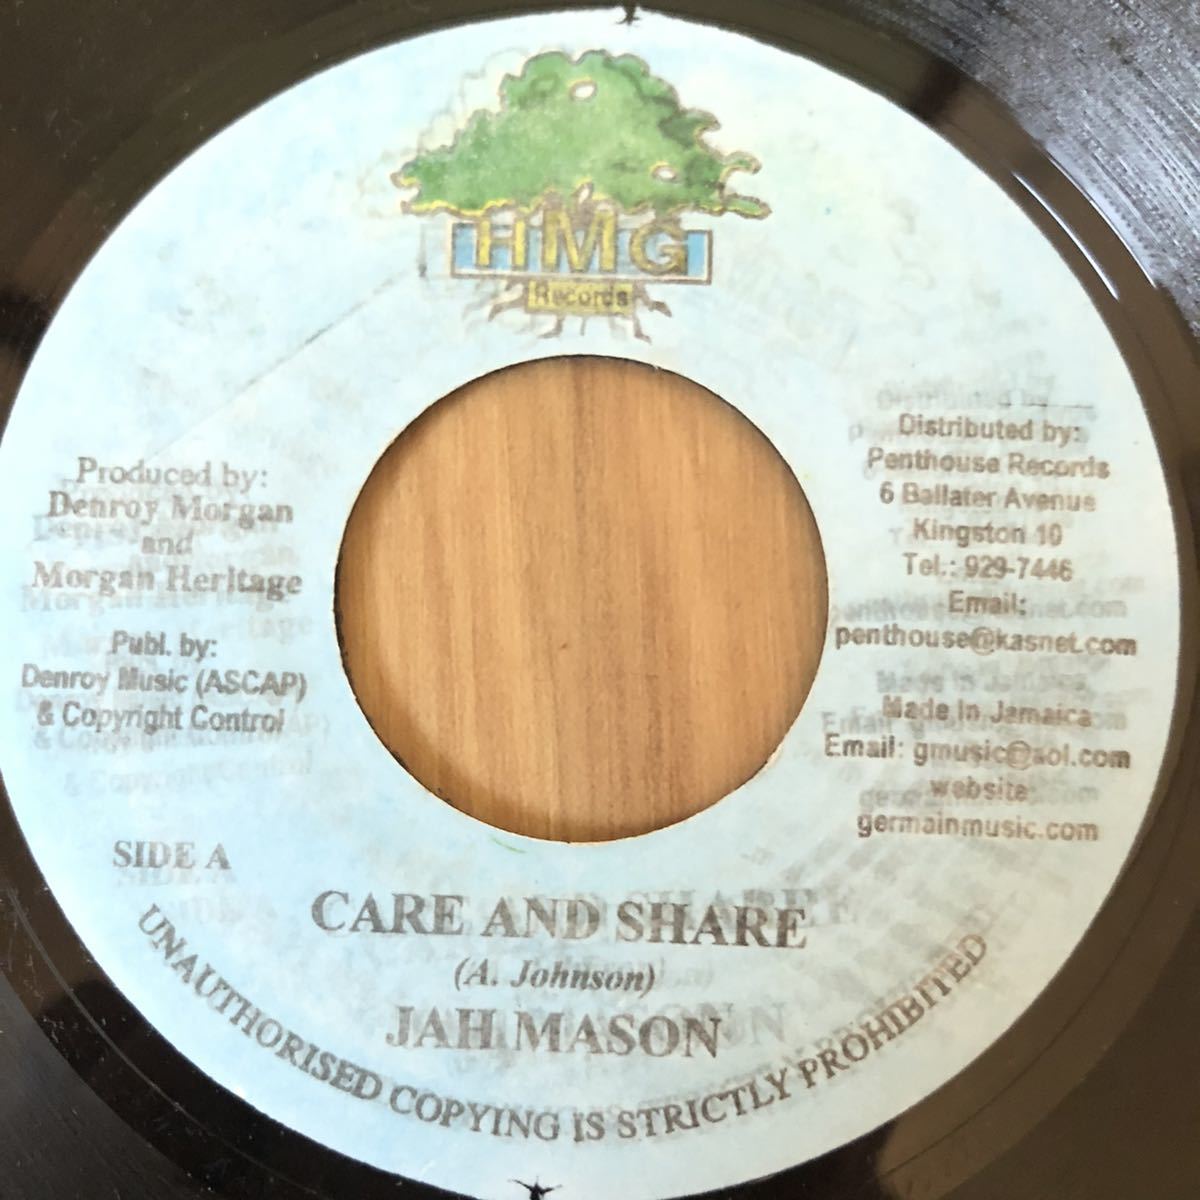 HMG
Records
Produced by:
Denroy Morgan
and
Morgan Heritage
Publ. by:
Denroy Music (ASCAP)
& Copyright Control
Distributed by:
Penthouse Records
6 Ballater Avenue
Kingston 10
Tel.: 929-7446
Email:
penthouse@kasnet.com
Made In Jamaica
Email: gmusic@aol.com
website:
germainmusic.com
SIDE A
CARE AND SHARE
(A. Johnson)
JAH MASON
UNAUTHORISED COPYING IS STRICTLY PROHIBITED